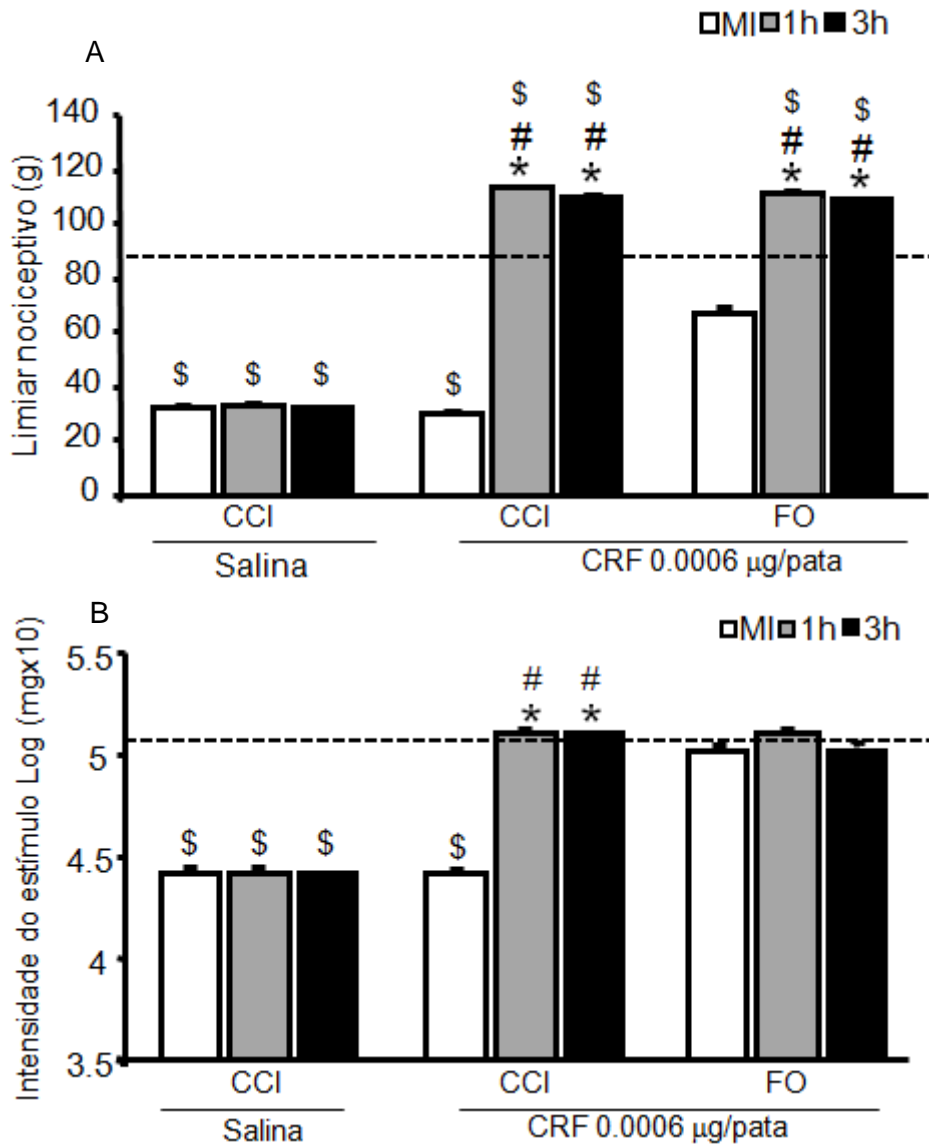 MI 1h 3h
A
Limiar nociceptivo (g)
140
120
100
80
60
40
20
0
$ $ $ $
# # # #
* * * *
$ $ $ $
CCI CCI FO
Salina CRF 0.0006 µg/pata
B
MI 1h 3h
Intensidade do estímulo Log (mgx10)
5.5
5
4.5
4
3.5
# #
* *
$ $ $ $
CCI CCI FO
Salina CRF 0.0006 µg/pata